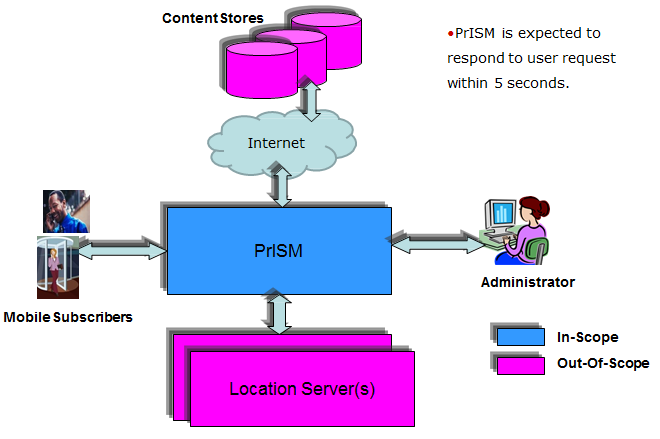 Content Stores
•PrISM is expected to
respond to user request
within 5 seconds.
Internet
PrISM
Mobile Subscribers
Administrator
In-Scope
Out-Of-Scope
Location Server(s)